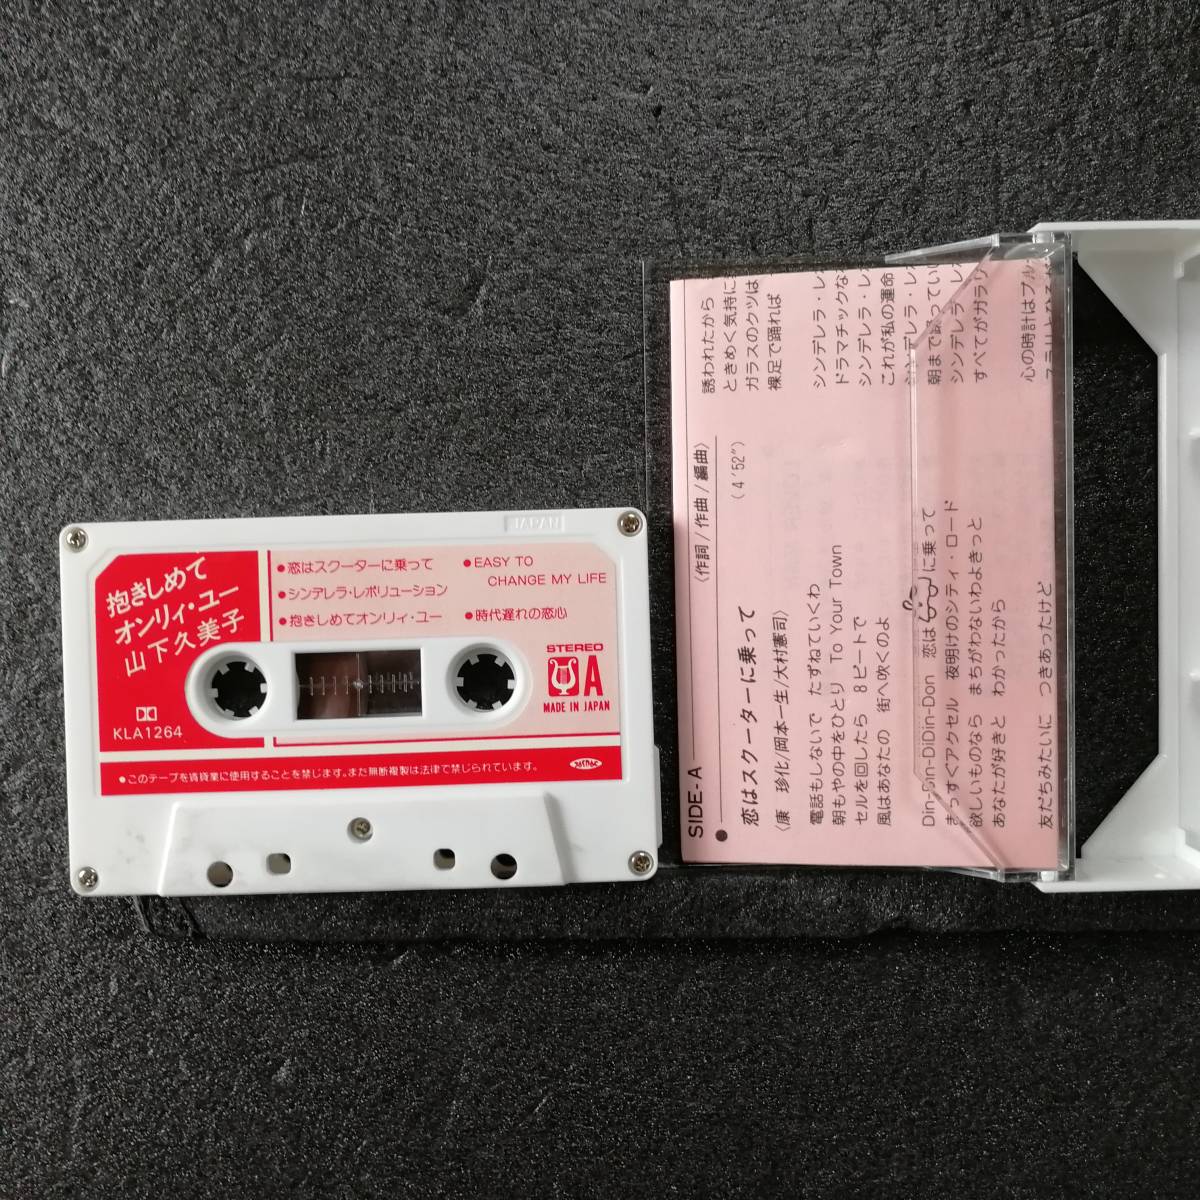 JAPAN
抱きしめて
オンリィ・ユー
山下久美子
KLA1264
●恋はスクーターに乗って
●シンデレラ・レボリューション
●抱きしめてオンリィ・ユー
●EASY TO
CHANGE MY LIFE
●時代遅れの恋心
STEREO
A
MADE IN JAPAN
●このテープを賃貸業に使用することを禁じます。また無断複製は法律で禁じられています。
SIDE-A
〈作詞/作曲/編曲〉
●恋はスクーターに乗って
(4′52″)
〈康 珍化/岡本一生/大村憲司〉
電話もしないで たずねていくわ
朝もやの中をひとり To Your Town
セルを回したら 8ビートで
風はあなたの 街へ吹くのよ
Din-Din-DiDin-Din-Don 恋は
に乗って
まっすぐアクセル 夜明けのシティ・ロード
欲しいものなら まちがわないわよきっと
あなたが好きと わかったから
友だちみたいに つきあったけど
誘われたから
ときめく気持に
ガラスのクツは
裸足で踊れば
シンデレラ・レ
ドラマチックな
シンデレラ・レ
これが私の運命
シンデレラ・レ
朝まで踊ってい
シンデレラ・レ
すべてがガラリ
心の時計はフル